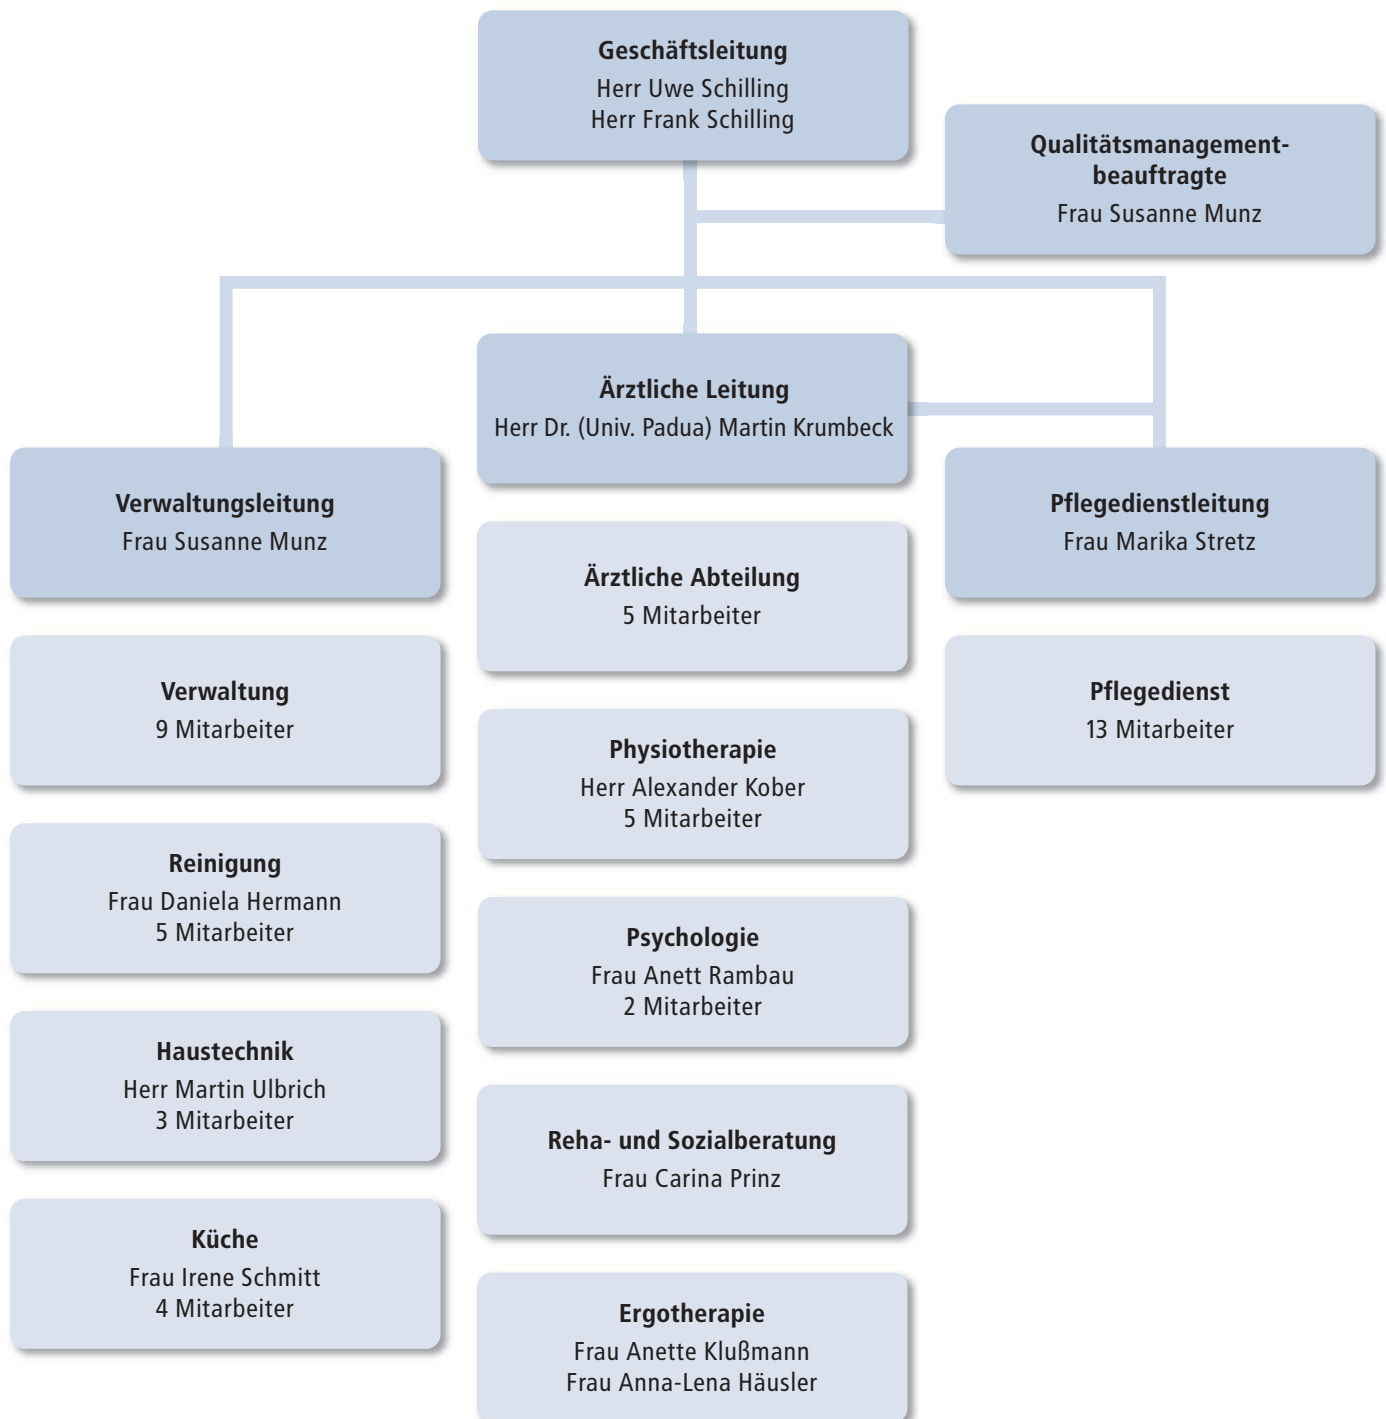 Geschäftsleitung
Herr Uwe Schilling
Herr Frank Schilling
Qualitätsmanagement-
beauftragte
Frau Susanne Munz
Ärztliche Leitung
Herr Dr. (Univ. Padua) Martin Krumbeck
Verwaltungsleitung
Frau Susanne Munz
Pflegedienstleitung
Frau Marika Stretz
Ärztliche Abteilung
5 Mitarbeiter
Verwaltung
9 Mitarbeiter
Pflegedienst
13 Mitarbeiter
Physiotherapie
Herr Alexander Kober
5 Mitarbeiter
Reinigung
Frau Daniela Hermann
5 Mitarbeiter
Psychologie
Frau Anett Rambau
2 Mitarbeiter
Haustechnik
Herr Martin Ulbrich
3 Mitarbeiter
Reha- und Sozialberatung
Frau Carina Prinz
Küche
Frau Irene Schmitt
4 Mitarbeiter
Ergotherapie
Frau Anette Klußmann
Frau Anna-Lena Häusler